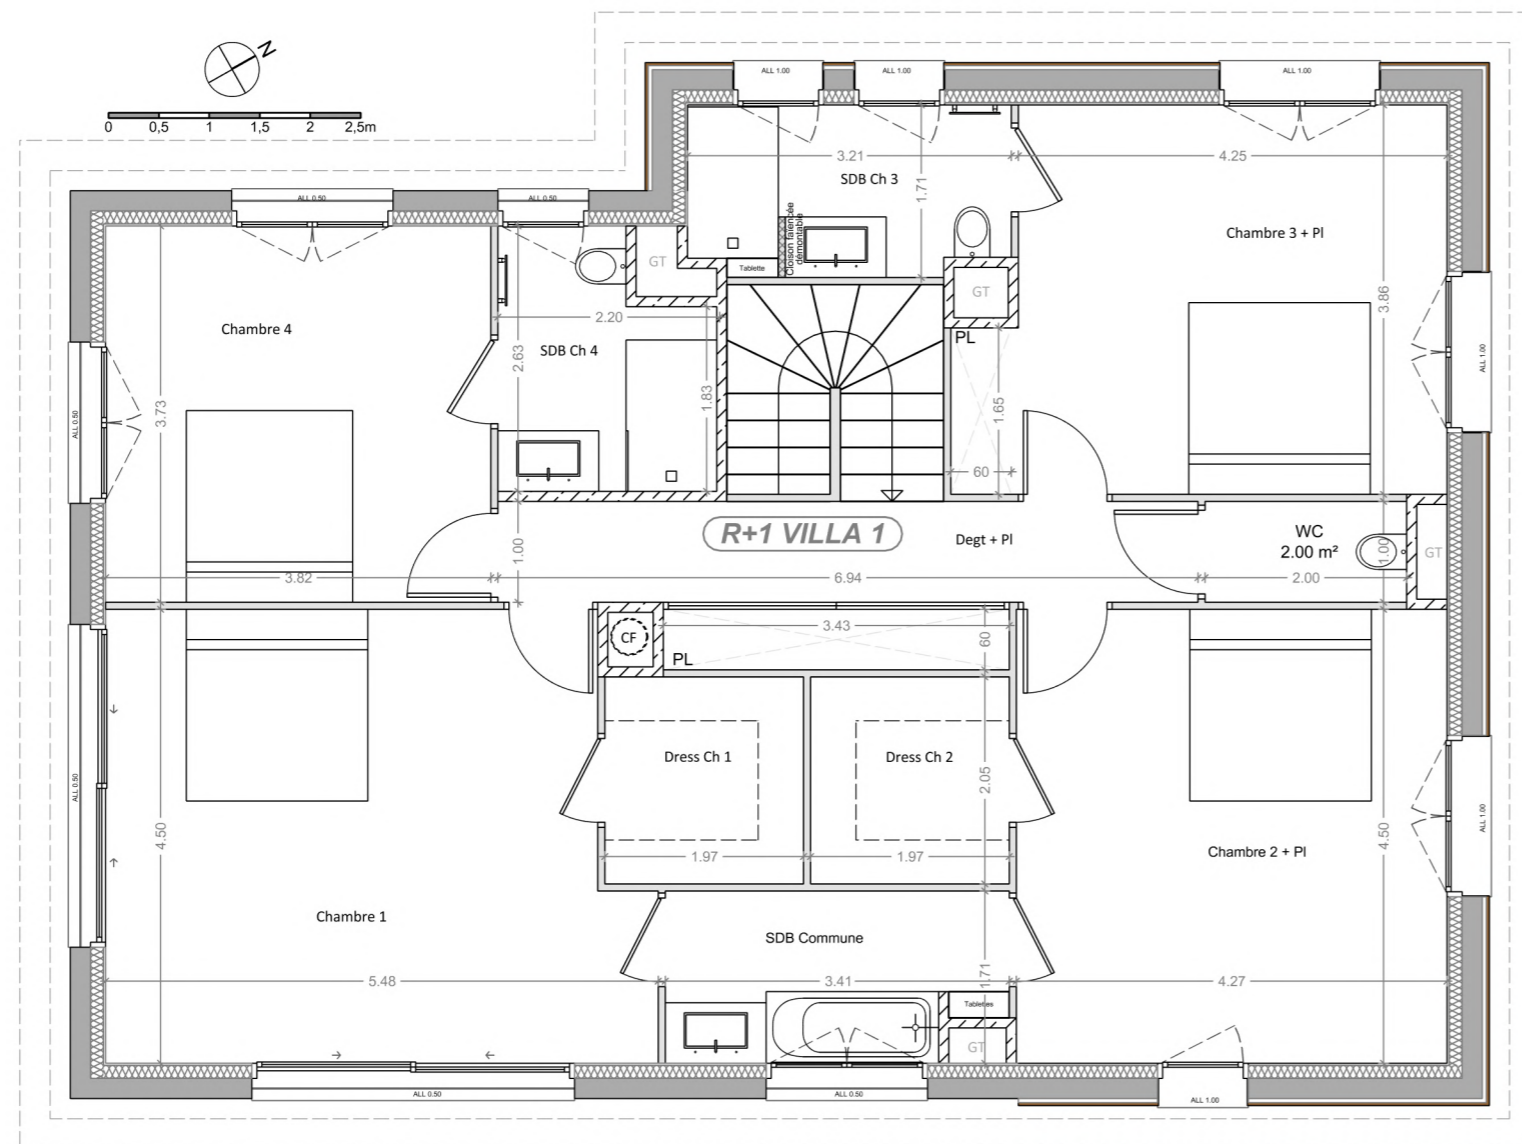 N
0 0,5 1 1,5 2 2,5m
ALL 1.00
ALL 1.00
ALL 1.00
ALL 0.50
ALL 0.50
3.21
4.25
SDB Ch 3
1.71
Chambre 3 + Pl
Cloison faïencée
démontable
Tablette
GT
GT
3.86
2.20
Chambre 4
SDB Ch 4
2.63
PL
ALL 1.00
1.83
1.65
3.73
ALL 0.50
60
R+1 VILLA 1
Degt + Pl
WC
2.00 m²
1.00
1.00
GT
3.82
6.94
2.00
CF
3.43
60
PL
Dress Ch 1
Dress Ch 2
2.05
ALL 0.50
ALL 1.00
4.50
4.50
1.97
1.97
Chambre 2 + Pl
Chambre 1
SDB Commune
5.48
3.41
1.71
4.27
Tablettes
GT
ALL 0.50
ALL 0.50
ALL 1.00